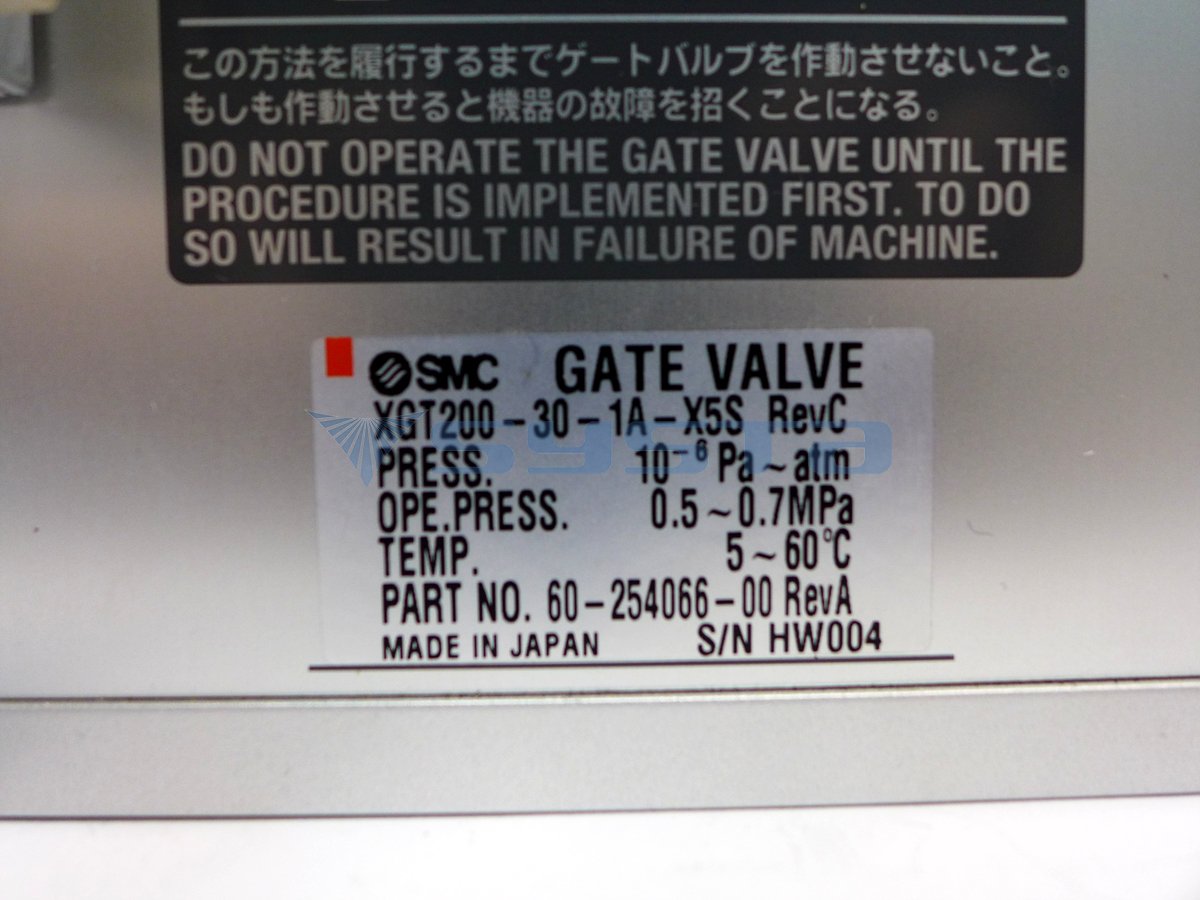 この方法を履行するまでゲートバルブを作動させないこと。
もしも作動させると機器の故障を招くことになる。
DO NOT OPERATE THE GATE VALVE UNTIL THE
PROCEDURE IS IMPLEMENTED FIRST. TO DO
SO WILL RESULT IN FAILURE OF MACHINE.
SMC GATE VALVE
XGT200-30-1A-X5S RevC
PRESS. 10⁻⁶ Pa~atm
OPE.PRESS. 0.5~0.7MPa
TEMP. 5~60℃
PART NO. 60-254066-00 RevA
MADE IN JAPAN S/N HW004